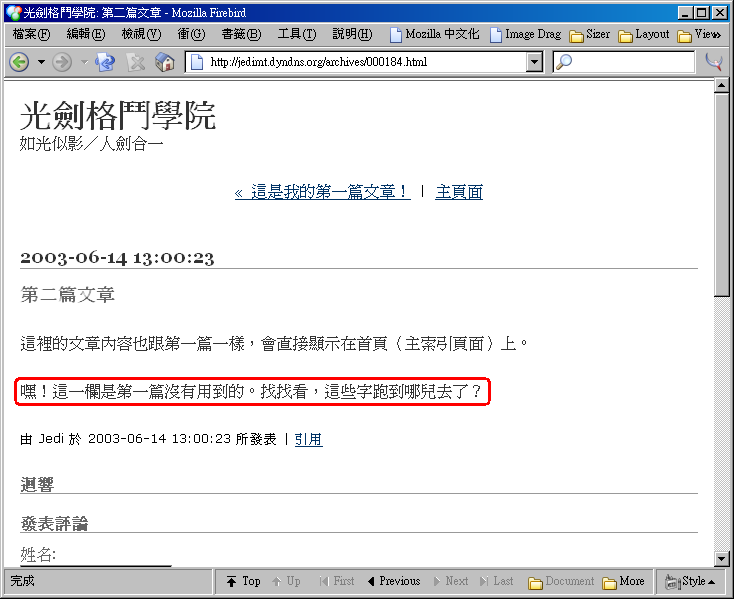 光劍格鬥學院: 第二篇文章 - Mozilla Firebird
檔案(F) 編輯(E) 檢視(V) 衝(G) 書籤(B) 工具(T) 說明(H) Mozilla 中文化 Image Drag Sizer Layout View
http://jedimt.dyndns.org/archives/000184.html
光劍格鬥學院
如光似影／人劍合一
« 這是我的第一篇文章！ | 主頁面
2003-06-14 13:00:23
第二篇文章
這裡的文章內容也跟第一篇一樣，會直接顯示在首頁（主索引頁面）上。
嘿！這一欄是第一篇沒有用到的。找找看，這些字跑到哪兒去了？
由 Jedi 於 2003-06-14 13:00:23 所發表 | 引用
迴響
發表評論
姓名:
完成 Top Up First Previous Next Last Document More Style